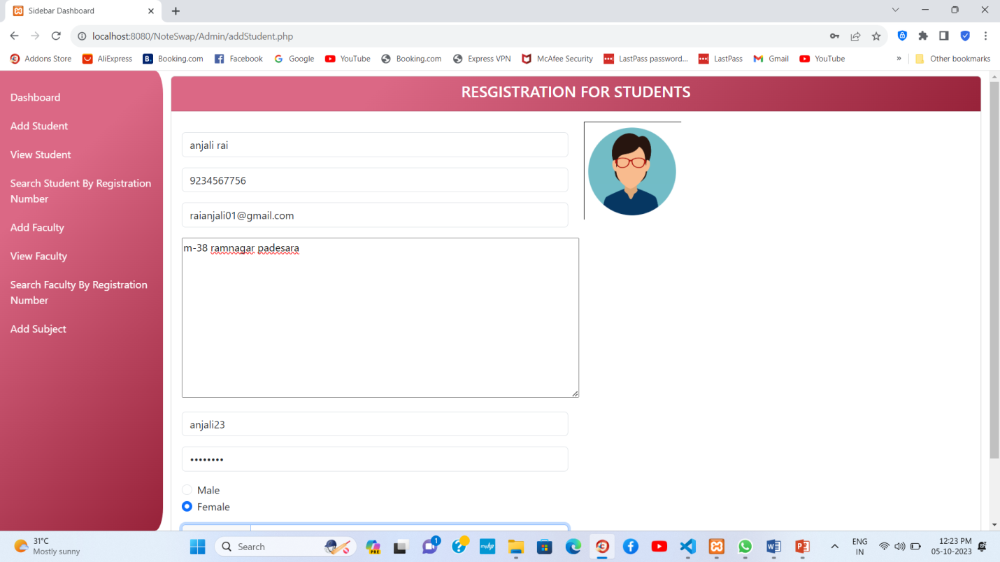 Sidebar Dashboard
localhost:8080/NoteSwap/Admin/addStudent.php
Addons Store AliExpress B. Booking.com Facebook Google YouTube Booking.com Express VPN McAfee Security LastPass password... LastPass Gmail YouTube » Other bookmarks
RESGISTRATION FOR STUDENTS
Dashboard
Add Student
View Student
Search Student By Registration
Number
Add Faculty
View Faculty
Search Faculty By Registration
Number
Add Subject
anjali rai
9234567756
raianjali01@gmail.com
m-38 ramnagar padesara
anjali23
••••••••
Male
Female
31°C
Mostly sunny
Search
PRE
1
myhp
ENG
IN
12:23 PM
05-10-2023